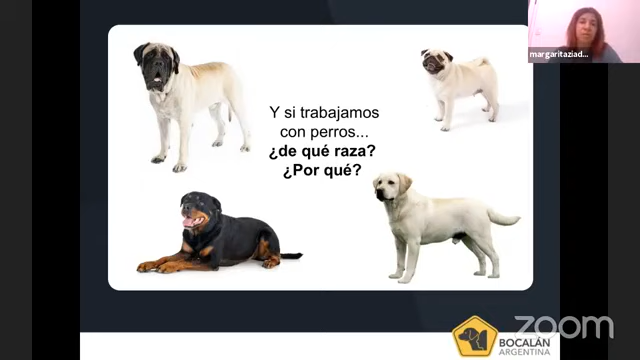 margaritaziad...
Y si trabajamos
con perros...
¿de qué raza?
¿Por qué?
BOCALÁN
ARGENTINA
zoom